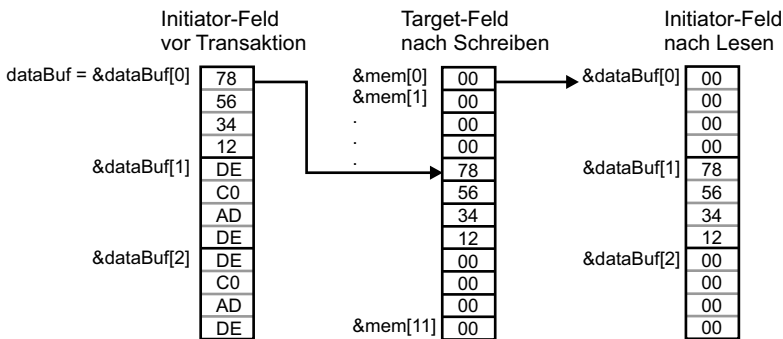 Initiator-Feld Target-Feld Initiator-Feld
vor Transaktion nach Schreiben nach Lesen
dataBuf = &dataBuf[0] 78 &mem[0] 00 &dataBuf[0] 00
56 &mem[1] 00 00
34 . 00 00
12 . 00 00
&dataBuf[1] DE . 78 &dataBuf[1] 78
C0 56 56
AD 34 34
DE 12 12
&dataBuf[2] DE 00 &dataBuf[2] 00
C0 00 00
AD 00 00
DE &mem[11] 00 00